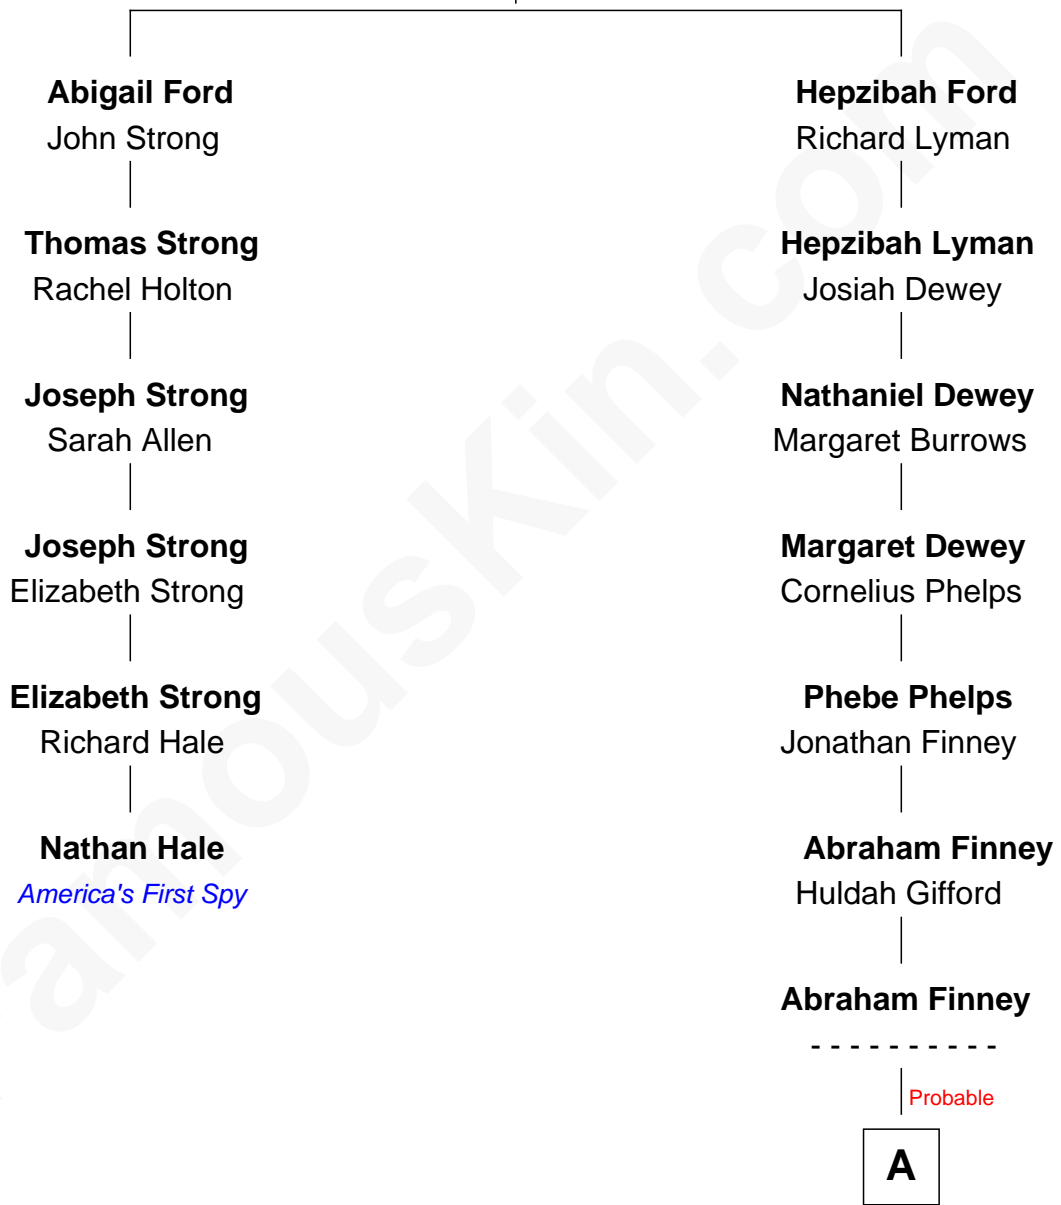 Abigail Ford
John Strong
Hepzibah Ford
Richard Lyman
Thomas Strong
Rachel Holton
Hepzibah Lyman
Josiah Dewey
Joseph Strong
Sarah Allen
Nathaniel Dewey
Margaret Burrows
Joseph Strong
Elizabeth Strong
Margaret Dewey
Cornelius Phelps
Elizabeth Strong
Richard Hale
Phebe Phelps
Jonathan Finney
Nathan Hale
America's First Spy
Abraham Finney
Huldah Gifford
Abraham Finney
- - - - - - - - - -
Probable
A
amouskin.com